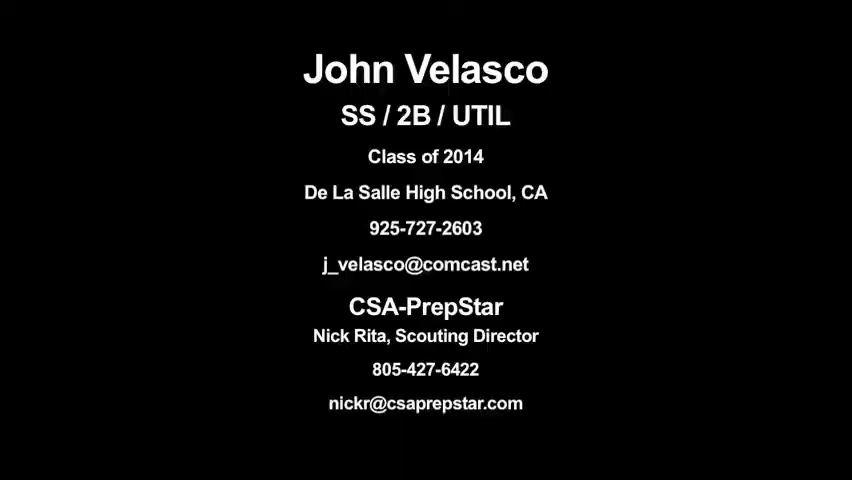 John Velasco
SS / 2B / UTIL
Class of 2014
De La Salle High School, CA
925-727-2603
j_velasco@comcast.net
CSA-PrepStar
Nick Rita, Scouting Director
805-427-6422
nickr@csaprepstar.com